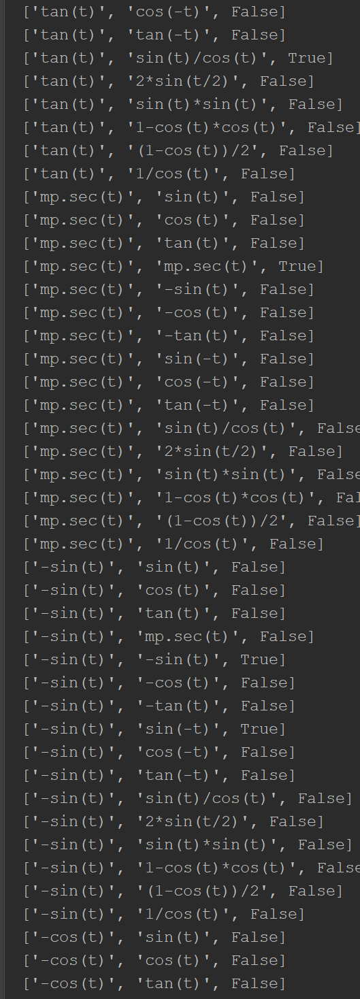 ['tan(t)', 'cos(-t)', False]
['tan(t)', 'tan(-t)', False]
['tan(t)', 'sin(t)/cos(t)', True]
['tan(t)', '2*sin(t/2)', False]
['tan(t)', 'sin(t)*sin(t)', False]
['tan(t)', '1-cos(t)*cos(t)', False]
['tan(t)', '(1-cos(t))/2', False]
['tan(t)', '1/cos(t)', False]
['mp.sec(t)', 'sin(t)', False]
['mp.sec(t)', 'cos(t)', False]
['mp.sec(t)', 'tan(t)', False]
['mp.sec(t)', 'mp.sec(t)', True]
['mp.sec(t)', '-sin(t)', False]
['mp.sec(t)', '-cos(t)', False]
['mp.sec(t)', '-tan(t)', False]
['mp.sec(t)', 'sin(-t)', False]
['mp.sec(t)', 'cos(-t)', False]
['mp.sec(t)', 'tan(-t)', False]
['mp.sec(t)', 'sin(t)/cos(t)', False
['mp.sec(t)', '2*sin(t/2)', False]
['mp.sec(t)', 'sin(t)*sin(t)', False
['mp.sec(t)', '1-cos(t)*cos(t)', Fal
['mp.sec(t)', '(1-cos(t))/2', False]
['mp.sec(t)', '1/cos(t)', False]
['-sin(t)', 'sin(t)', False]
['-sin(t)', 'cos(t)', False]
['-sin(t)', 'tan(t)', False]
['-sin(t)', 'mp.sec(t)', False]
['-sin(t)', '-sin(t)', True]
['-sin(t)', '-cos(t)', False]
['-sin(t)', '-tan(t)', False]
['-sin(t)', 'sin(-t)', True]
['-sin(t)', 'cos(-t)', False]
['-sin(t)', 'tan(-t)', False]
['-sin(t)', 'sin(t)/cos(t)', False]
['-sin(t)', '2*sin(t/2)', False]
['-sin(t)', 'sin(t)*sin(t)', False]
['-sin(t)', '1-cos(t)*cos(t)', False
['-sin(t)', '(1-cos(t))/2', False]
['-sin(t)', '1/cos(t)', False]
['-cos(t)', 'sin(t)', False]
['-cos(t)', 'cos(t)', False]
['-cos(t)', 'tan(t)', False]